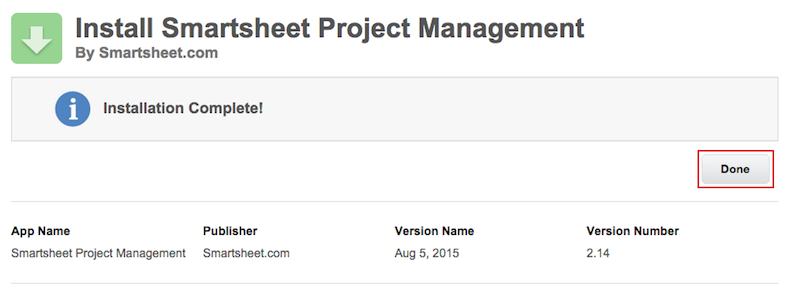 Install Smartsheet Project Management
By Smartsheet.com
i
Installation Complete!
Done
App Name Publisher Version Name Version Number
Smartsheet Project Management Smartsheet.com Aug 5, 2015 2.14